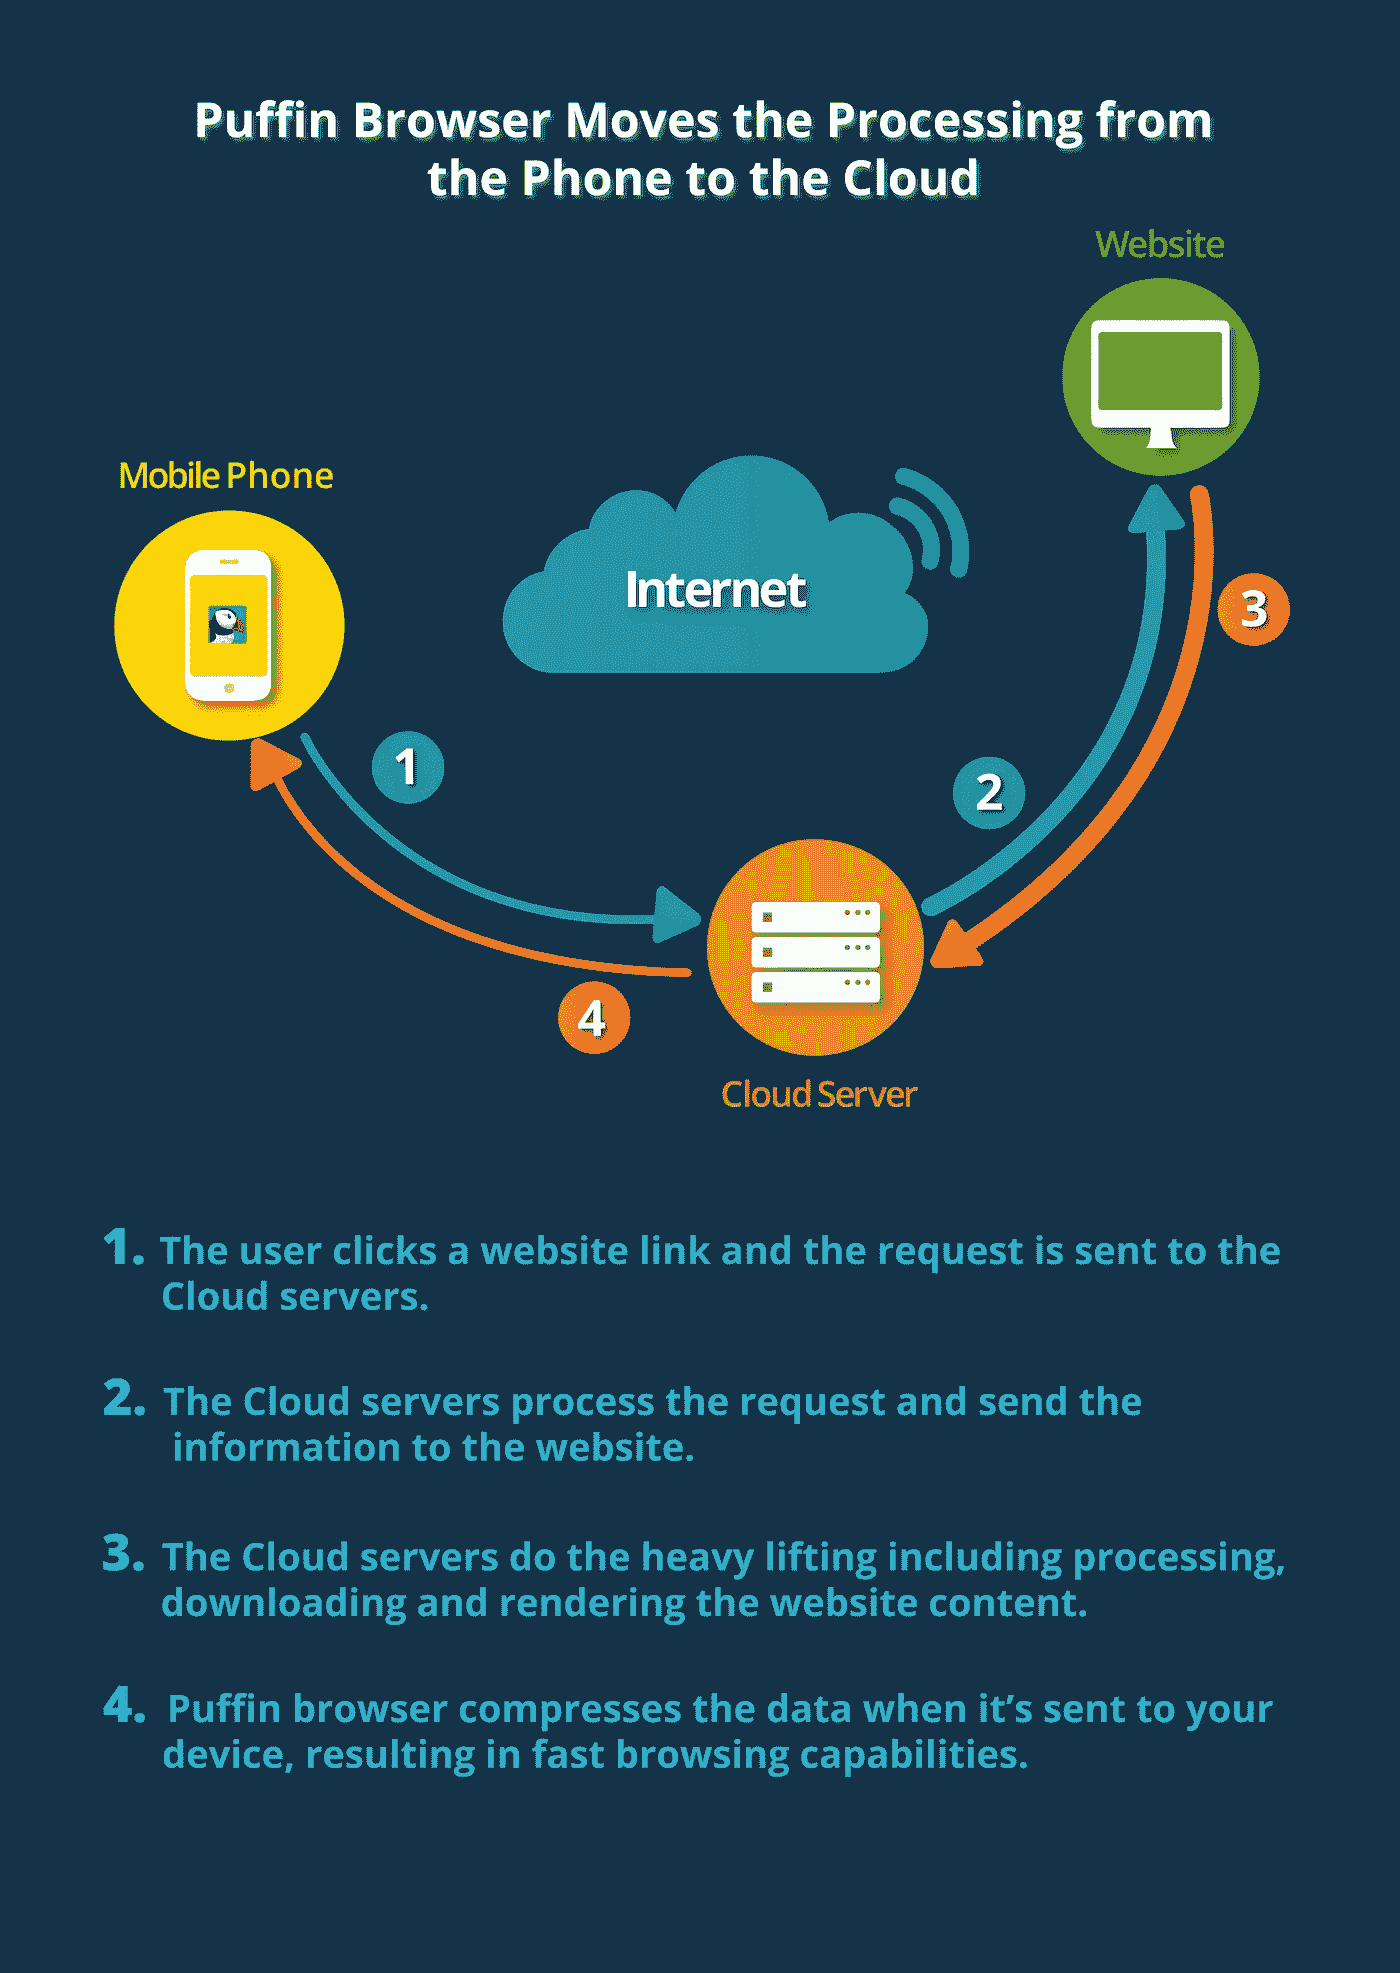 Puffin Browser Moves the Processing from
the Phone to the Cloud
Website
Mobile Phone
Internet
3
1
2
4
Cloud Server
1. The user clicks a website link and the request is sent to the
Cloud servers.
2. The Cloud servers process the request and send the
information to the website.
3. The Cloud servers do the heavy lifting including processing,
downloading and rendering the website content.
4. Puffin browser compresses the data when it’s sent to your
device, resulting in fast browsing capabilities.